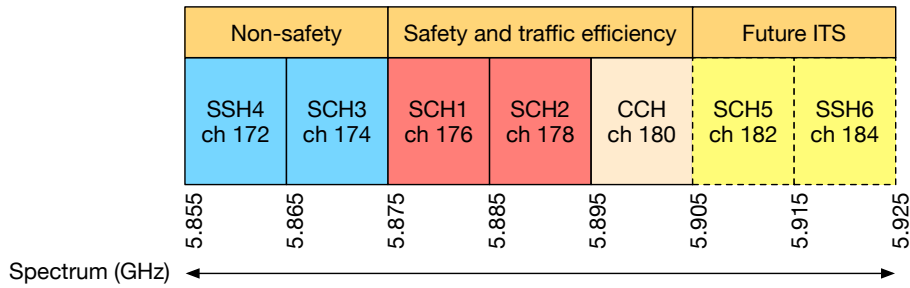 Non-safety
Safety and traffic efficiency
Future ITS
SSH4
ch 172
SCH3
ch 174
SCH1
ch 176
SCH2
ch 178
CCH
ch 180
SCH5
ch 182
SSH6
ch 184
5.855
5.865
5.875
5.885
5.895
5.905
5.915
5.925
Spectrum (GHz)